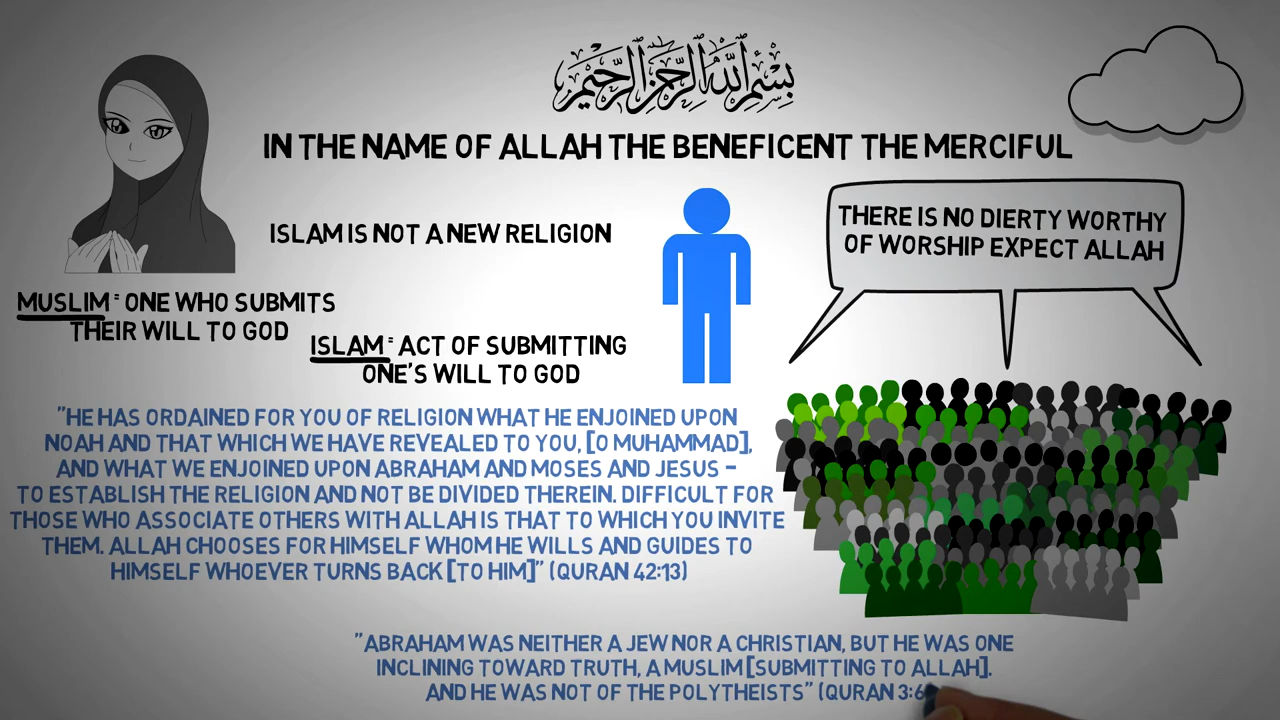 بِسْمِ اللَّهِ الرَّحْمَٰنِ الرَّحِيمِ
IN THE NAME OF ALLAH THE BENEFICENT THE MERCIFUL
ISLAM IS NOT A NEW RELIGION
THERE IS NO DIERTY WORTHY
OF WORSHIP EXPECT ALLAH
MUSLIM = ONE WHO SUBMITS
THEIR WILL TO GOD
ISLAM = ACT OF SUBMITTING
ONE'S WILL TO GOD
"HE HAS ORDAINED FOR YOU OF RELIGION WHAT HE ENJOINED UPON
NOAH AND THAT WHICH WE HAVE REVEALED TO YOU, [O MUHAMMAD],
AND WHAT WE ENJOINED UPON ABRAHAM AND MOSES AND JESUS –
TO ESTABLISH THE RELIGION AND NOT BE DIVIDED THEREIN. DIFFICULT FOR
THOSE WHO ASSOCIATE OTHERS WITH ALLAH IS THAT TO WHICH YOU INVITE
THEM. ALLAH CHOOSES FOR HIMSELF WHOM HE WILLS AND GUIDES TO
HIMSELF WHOEVER TURNS BACK [TO HIM]" (QURAN 42:13)
"ABRAHAM WAS NEITHER A JEW NOR A CHRISTIAN, BUT HE WAS ONE
INCLINING TOWARD TRUTH, A MUSLIM [SUBMITTING TO ALLAH].
AND HE WAS NOT OF THE POLYTHEISTS" (QURAN 3:6